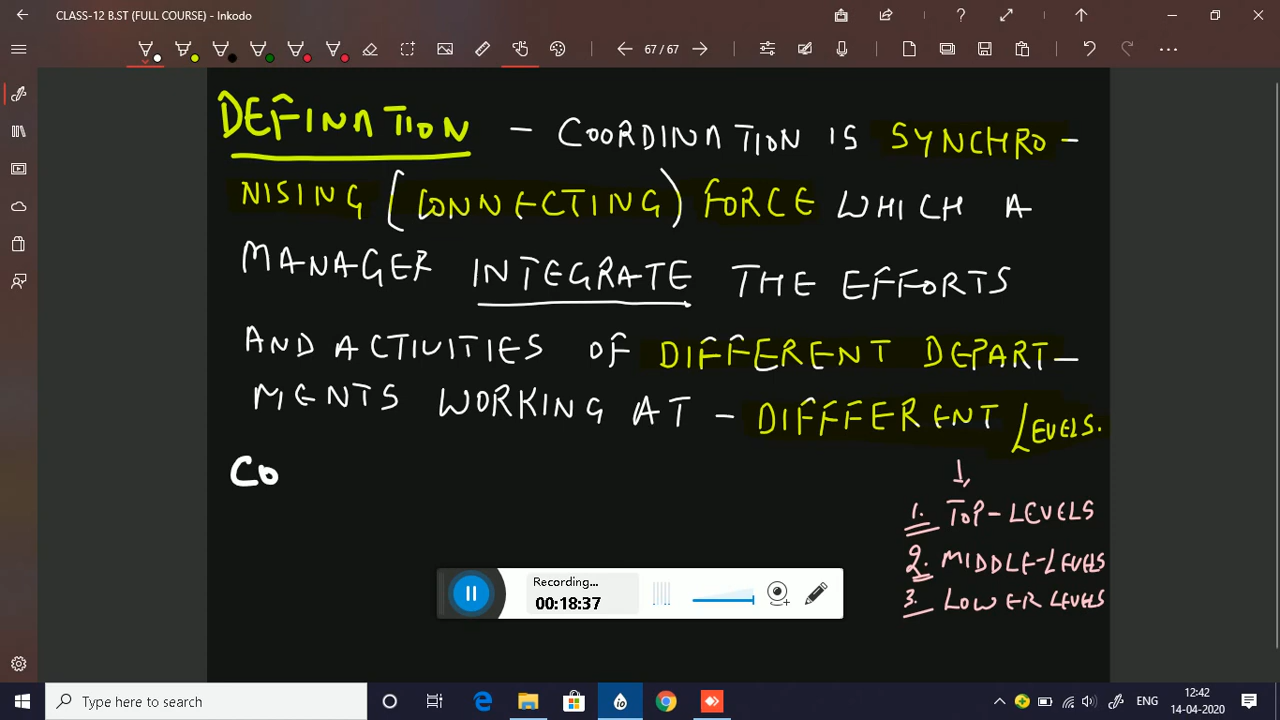 CLASS-12 B.ST (FULL COURSE) - Inkodo
67 / 67
DEFINATION - COORDINATION IS SYNCHRO -
NISING (CONNECTING) FORCE WHICH A
MANAGER INTEGRATE THE EFFORTS
AND ACTIVITIES OF DIFFERENT DEPART -
MENTS WORKING AT - DIFFFERENT LEVELS.
CO
1. TOP-LEVELS
2. MIDDLE-LEVELS
3. LOWER LEVELS
Recording...
00:18:37
Type here to search
ENG
12:42
14-04-2020